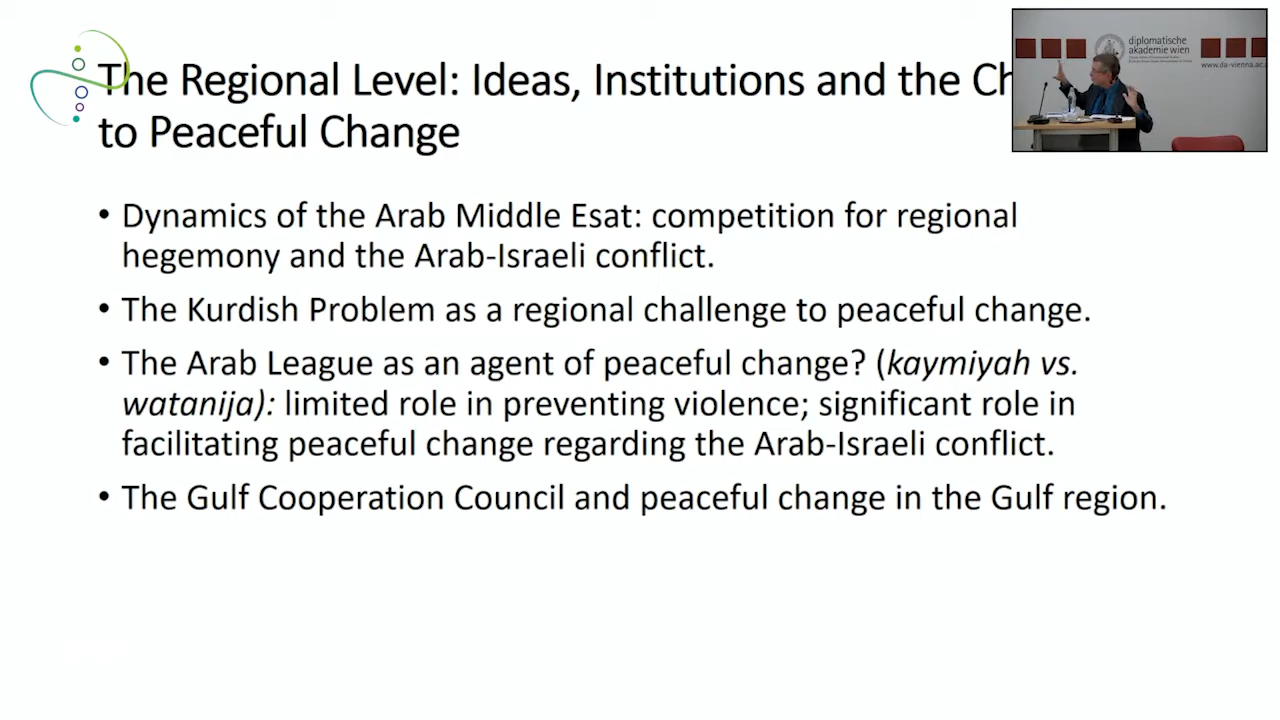 The Regional Level: Ideas, Institutions and the Ch
to Peaceful Change
diplomatische
akademie wien
www.da-vienna.ac.
• Dynamics of the Arab Middle Esat: competition for regional
hegemony and the Arab-Israeli conflict.
• The Kurdish Problem as a regional challenge to peaceful change.
• The Arab League as an agent of peaceful change? (kaymiyah vs.
watanija): limited role in preventing violence; significant role in
facilitating peaceful change regarding the Arab-Israeli conflict.
• The Gulf Cooperation Council and peaceful change in the Gulf region.